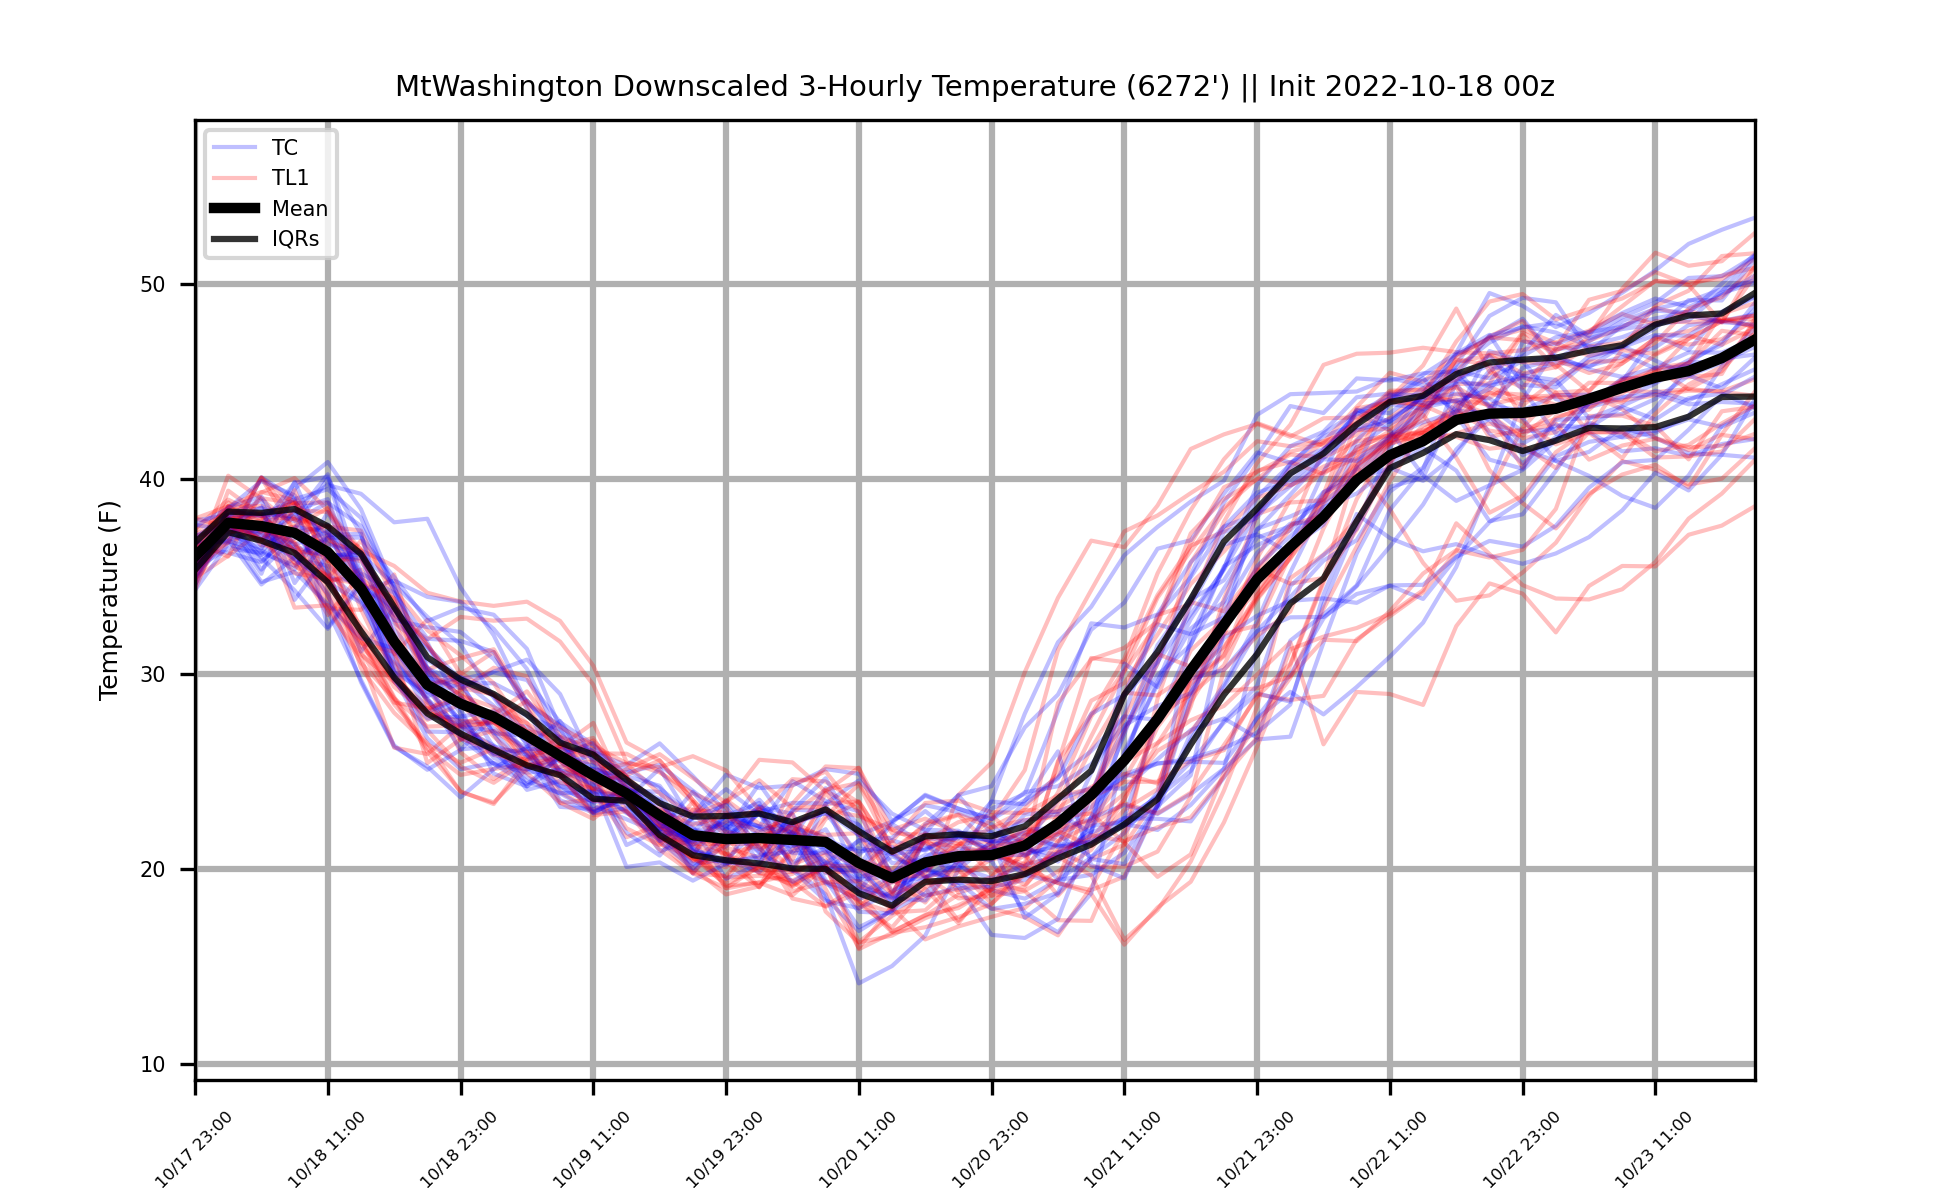 MtWashington Downscaled 3-Hourly Temperature (6272') || Init 2022-10-18 00z
TC
TL1
Mean
IQRs
Temperature (F)
50
40
30
20
10
10/17 23:00
10/18 11:00
10/18 23:00
10/19 11:00
10/19 23:00
10/20 11:00
10/20 23:00
10/21 11:00
10/21 23:00
10/22 11:00
10/22 23:00
10/23 11:00